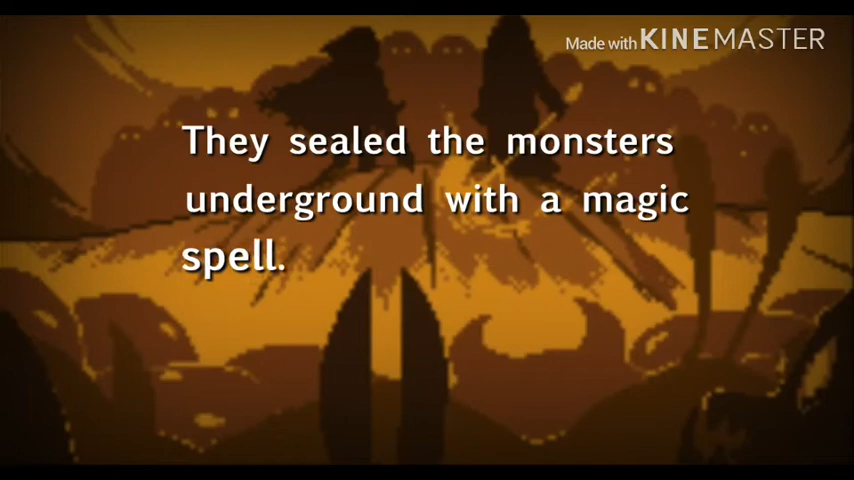 Made with KINEMASTER
They sealed the monsters
underground with a magic
spell.